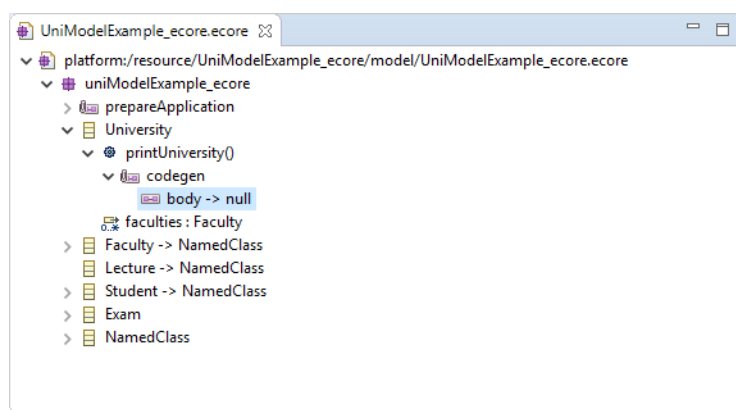 UniModelExample_ecore.ecore
platform:/resource/UniModelExample_ecore/model/UniModelExample_ecore.ecore
uniModelExample_ecore
prepareApplication
University
printUniversity()
codegen
body -> null
0..* faculties : Faculty
Faculty -> NamedClass
Lecture -> NamedClass
Student -> NamedClass
Exam
NamedClass